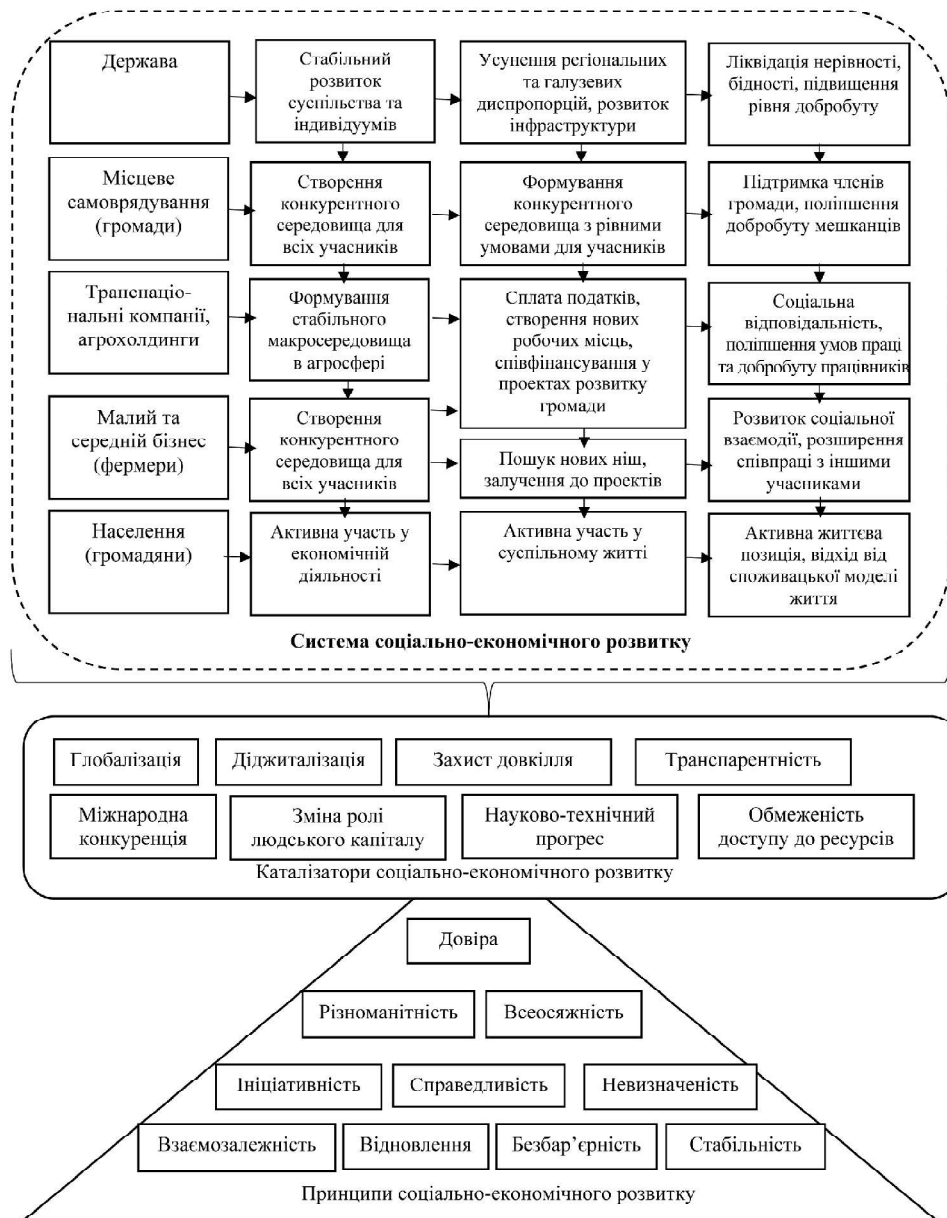 Держава
Стабільний
розвиток
суспільства та
індивідуумів
Усунення регіональних
та галузевих
диспропорцій, розвиток
інфраструктури
Ліквідація нерівності,
бідності, підвищення
рівня добробуту
Місцеве
самоврядування
(громади)
Створення
конкурентного
середовища для
всіх учасників
Формування
конкурентного
середовища з рівними
умовами для учасників
Підтримка членів
громади, поліпшення
добробуту мешканців
Транснаціо-
нальні компанії,
агрохолдинги
Формування
стабільного
макросередовища
в агросфері
Сплата податків,
створення нових
робочих місць,
співфінансування у
проектах розвитку
громади
Соціальна
відповідальність,
поліпшення умов праці
та добробуту працівників
Малий та
середній бізнес
(фермери)
Створення
конкурентного
середовища для
всіх учасників
Пошук нових ніш,
залучення до проектів
Розвиток соціальної
взаємодії, розширення
співпраці з іншими
учасниками
Населення
(громадяни)
Активна участь у
економічній
діяльності
Активна участь у
суспільному житті
Активна життєва
позиція, відхід від
споживацької моделі
життя
Система соціально-економічного розвитку
Глобалізація
Діджиталізація
Захист довкілля
Транспарентність
Міжнародна
конкуренція
Зміна ролі
людського капіталу
Науково-технічний
прогрес
Обмеженість
доступу до ресурсів
Каталізатори соціально-економічного розвитку
Довіра
Різноманітність
Всеосяжність
Ініціативність
Справедливість
Невизначеність
Взаємозалежність
Відновлення
Безбар’єрність
Стабільність
Принципи соціально-економічного розвитку